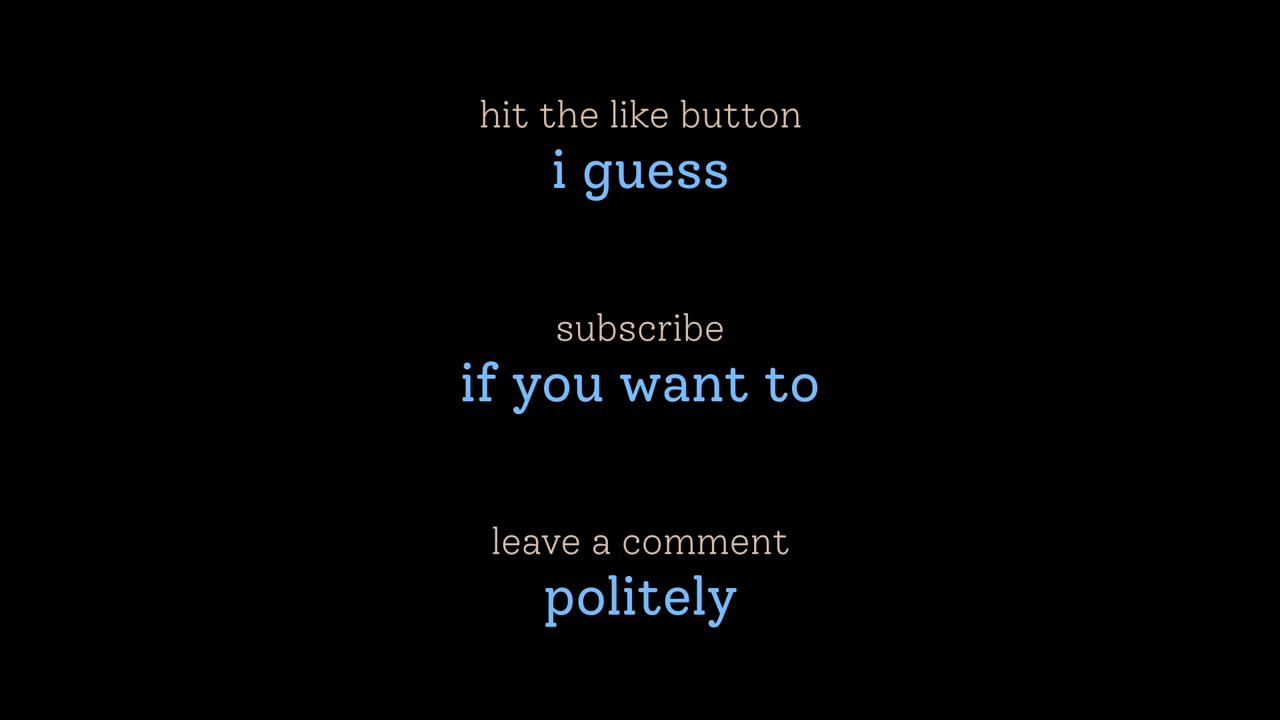 hit the like button
i guess
subscribe
if you want to
leave a comment
politely